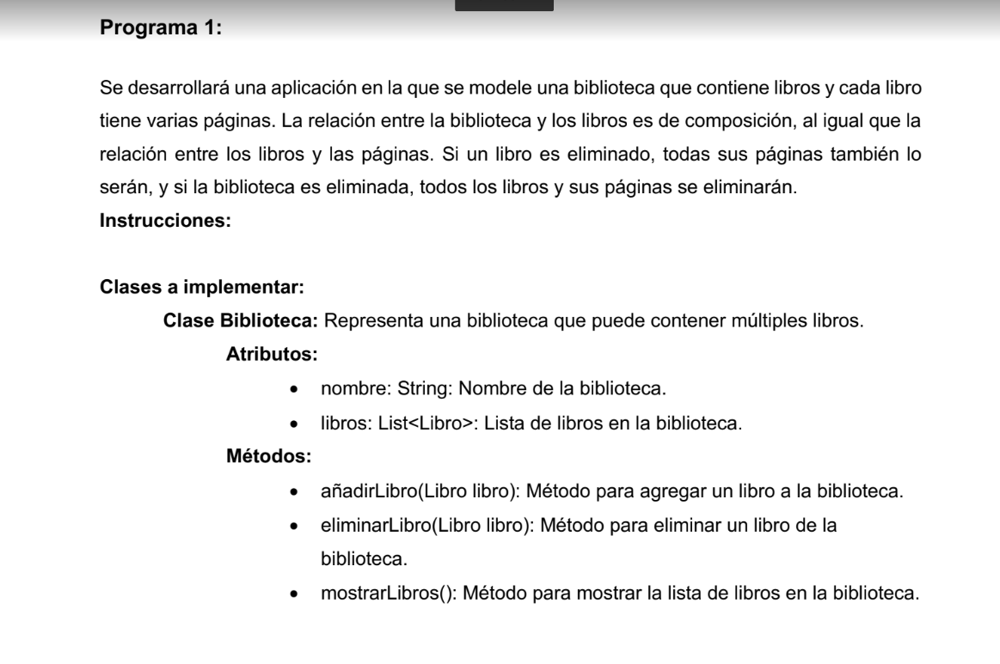 Programa 1:
Se desarrollará una aplicación en la que se modele una biblioteca que contiene libros y cada libro
tiene varias páginas. La relación entre la biblioteca y los libros es de composición, al igual que la
relación entre los libros y las páginas. Si un libro es eliminado, todas sus páginas también lo
serán, y si la biblioteca es eliminada, todos los libros y sus páginas se eliminarán.
Instrucciones:
Clases a implementar:
Clase Biblioteca: Representa una biblioteca que puede contener múltiples libros.
Atributos:
• nombre: String: Nombre de la biblioteca.
• libros: List<Libro>: Lista de libros en la biblioteca.
Métodos:
• añadirLibro(Libro libro): Método para agregar un libro a la biblioteca.
• eliminarLibro(Libro libro): Método para eliminar un libro de la
biblioteca.
• mostrarLibros(): Método para mostrar la lista de libros en la biblioteca.